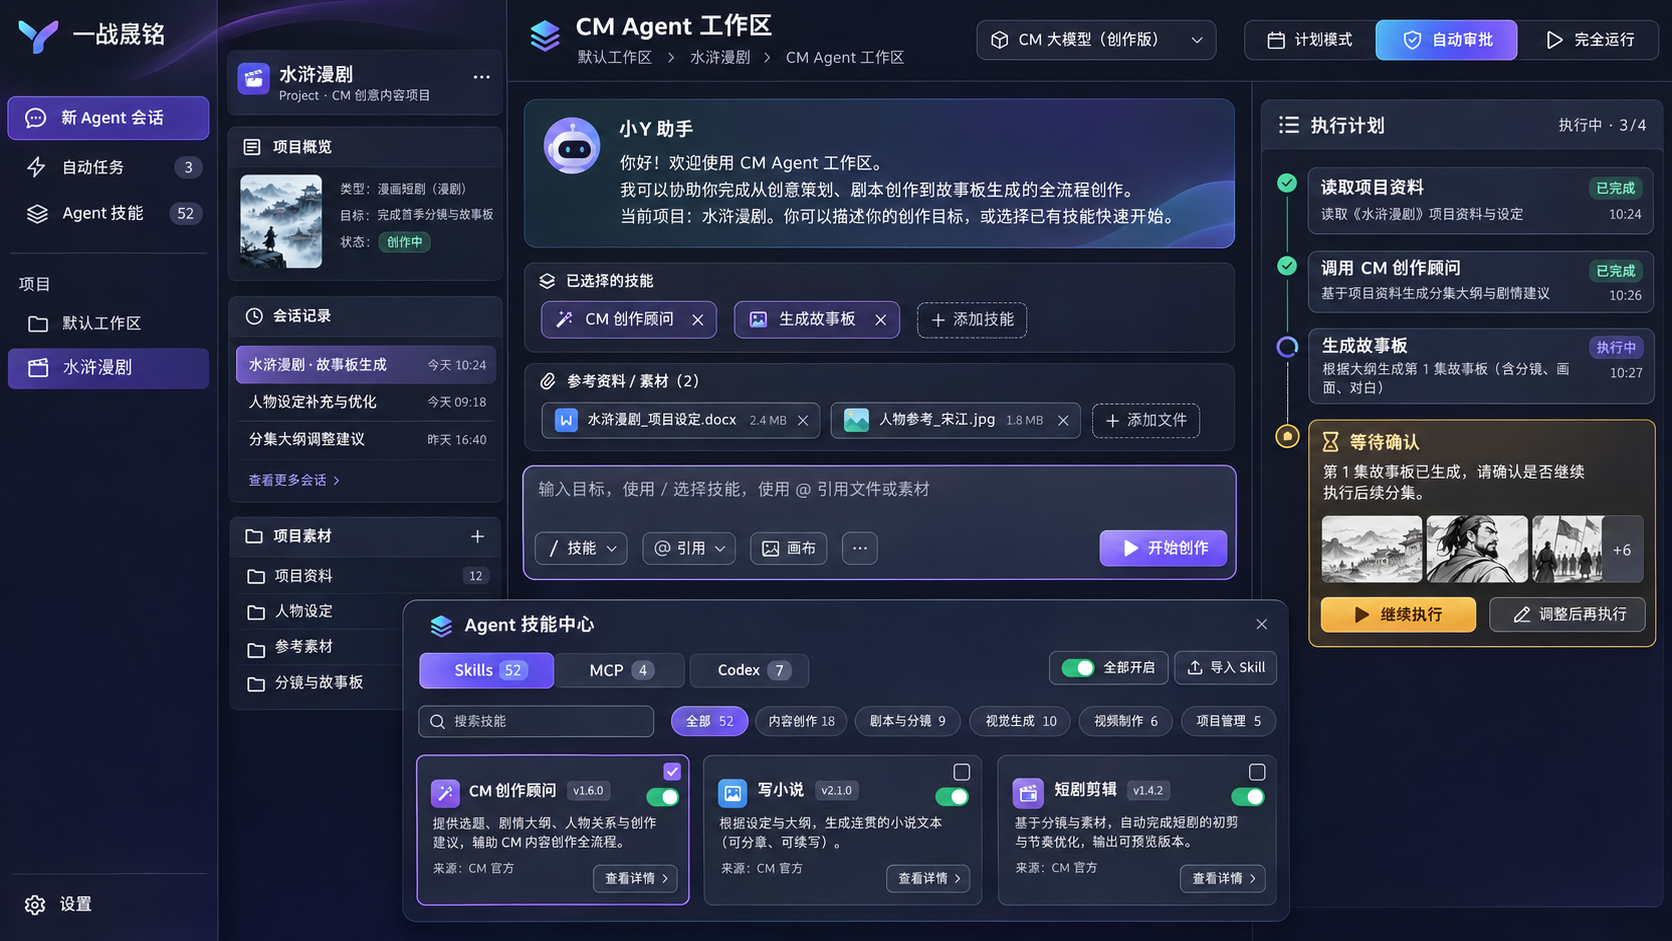 一战晟铭
新 Agent 会话
自动任务 3
Agent 技能 52
项目
默认工作区
水浒漫剧
设置
水浒漫剧
Project · CM 创意内容项目
项目概览
类型：漫画短剧（漫剧）
目标：完成首季分镜与故事板
状态：创作中
会话记录
水浒漫剧 · 故事板生成 今天 10:24
人物设定补充与优化 今天 09:18
分集大纲调整建议 昨天 16:40
查看更多会话 >
项目素材 +
项目资料 12
人物设定
参考素材
分镜与故事板
CM Agent 工作区
默认工作区 > 水浒漫剧 > CM Agent 工作区
CM 大模型（创作版）
计划模式
自动审批
完全运行
小Y 助手
你好！欢迎使用 CM Agent 工作区。
我可以协助你完成从创意策划、剧本创作到故事板生成的全流程创作。
当前项目：水浒漫剧。你可以描述你的创作目标，或选择已有技能快速开始。
已选择的技能
CM 创作顾问 ×
生成故事板 ×
+ 添加技能
参考资料 / 素材（2）
水浒漫剧_项目设定.docx 2.4 MB ×
人物参考_宋江.jpg 1.8 MB ×
+ 添加文件
输入目标，使用 / 选择技能，使用 @ 引用文件或素材
/ 技能
@ 引用
画布
···
开始创作
执行计划 执行中 · 3/4
读取项目资料 已完成
读取《水浒漫剧》项目资料与设定 10:24
调用 CM 创作顾问 已完成
基于项目资料生成分集大纲与剧情建议 10:26
生成故事板 执行中
根据大纲生成第 1 集故事板（含分镜、画 10:27
面、对白）
等待确认
第 1 集故事板已生成，请确认是否继续
执行后续分集。
+6
继续执行
调整后再执行
Agent 技能中心 ×
Skills 52
MCP 4
Codex 7
全部开启
导入 Skill
搜索技能
全部 52
内容创作 18
剧本与分镜 9
视觉生成 10
视频制作 6
项目管理 5
CM 创作顾问 v1.6.0
提供选题、剧情大纲、人物关系与创作
建议，辅助 CM 内容创作全流程。
来源：CM 官方
查看详情 >
写小说 v2.1.0
根据设定与大纲，生成连贯的小说文本
（可分章、可续写）。
来源：CM 官方
查看详情 >
短剧剪辑 v1.4.2
基于分镜与素材，自动完成短剧的初剪
与节奏优化，输出可预览版本。
来源：CM 官方
查看详情 >